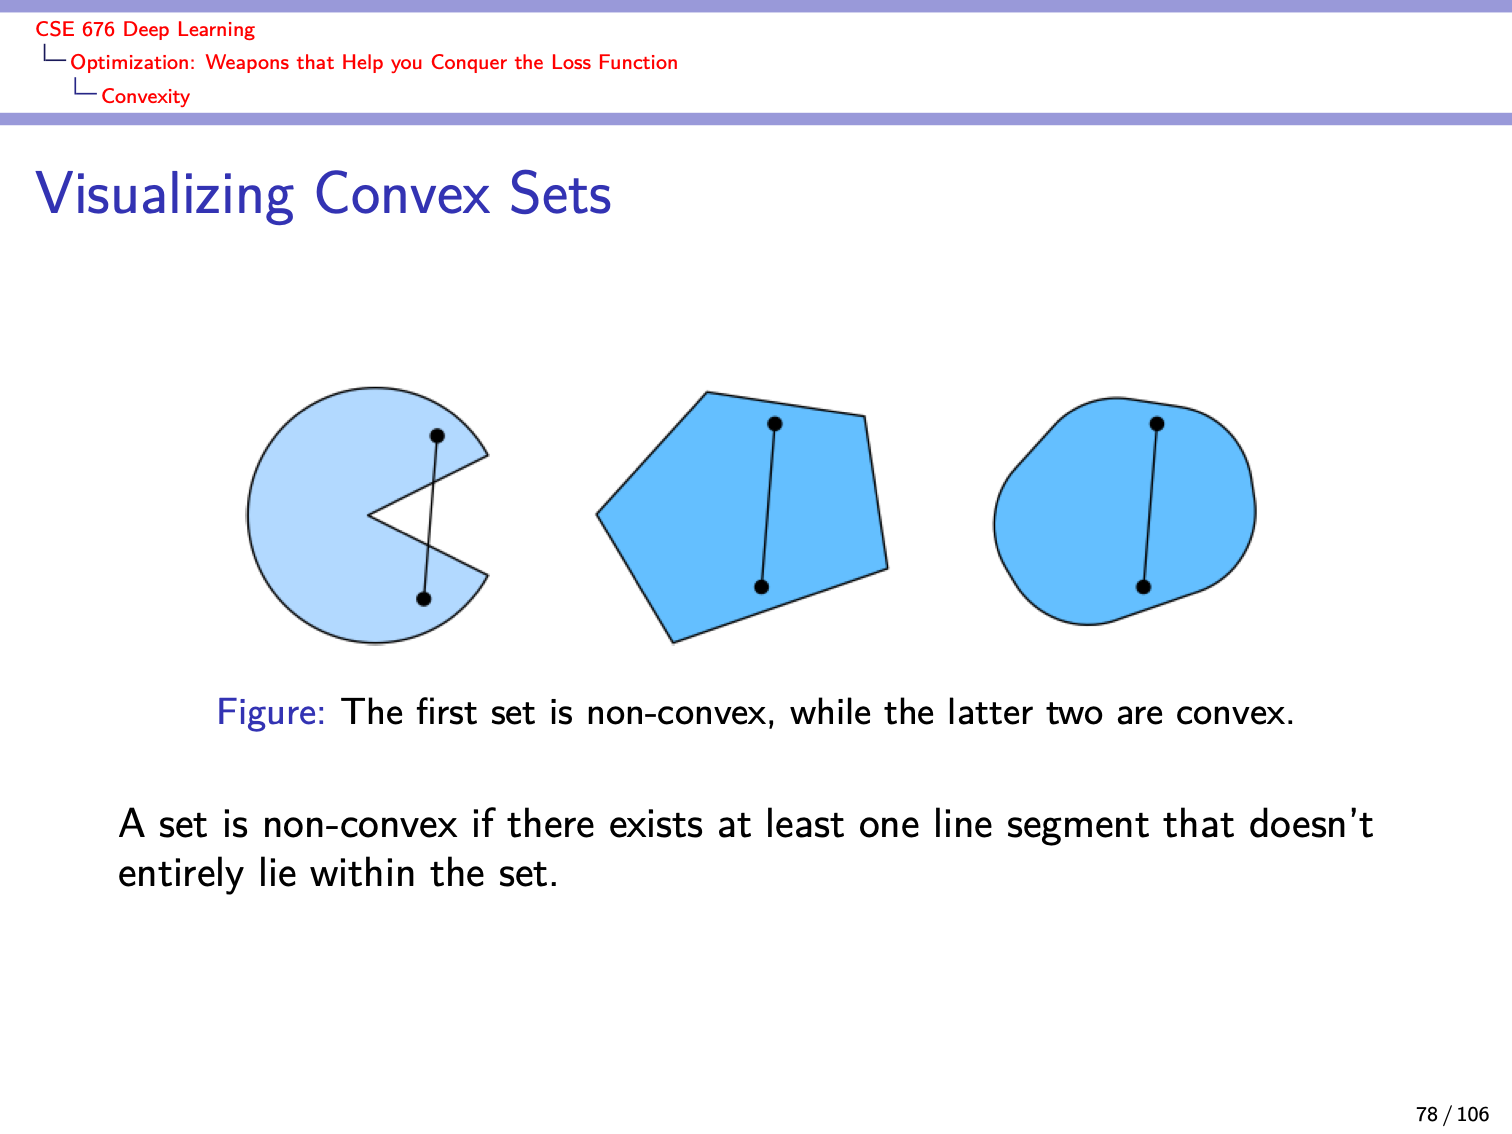 CSE 676 Deep Learning
Optimization: Weapons that Help you Conquer the Loss Function
Convexity
Visualizing Convex Sets
Figure: The first set is non-convex, while the latter two are convex.
A set is non-convex if there exists at least one line segment that doesn't
entirely lie within the set.
78 / 106